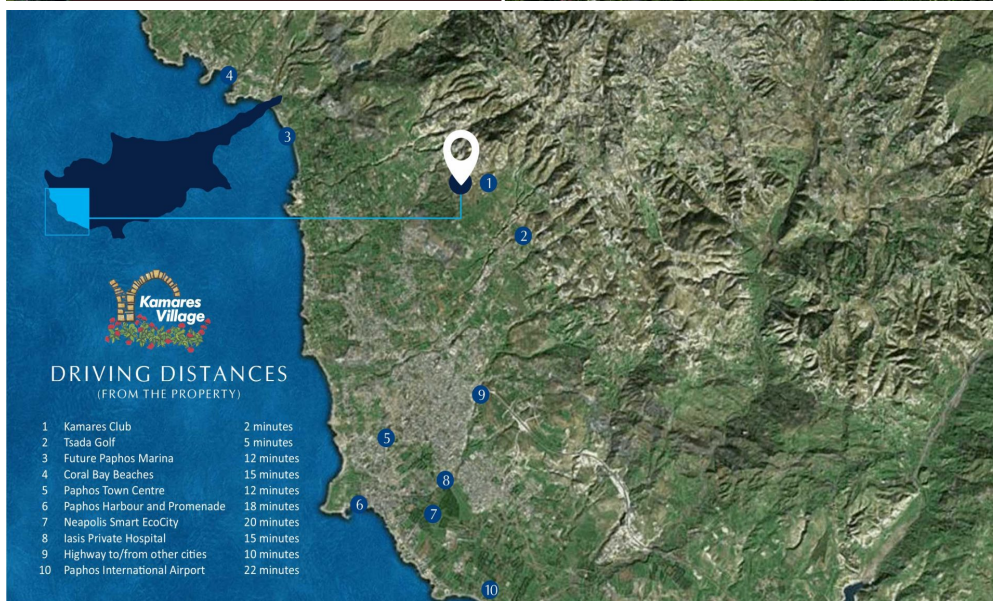 4
3
1
2
Kamares
Village
DRIVING DISTANCES
(FROM THE PROPERTY)
9
5
8
6
7
10
1 Kamares Club 2 minutes
2 Tsada Golf 5 minutes
3 Future Paphos Marina 12 minutes
4 Coral Bay Beaches 15 minutes
5 Paphos Town Centre 12 minutes
6 Paphos Harbour and Promenade 18 minutes
7 Neapolis Smart EcoCity 20 minutes
8 Iasis Private Hospital 15 minutes
9 Highway to/from other cities 10 minutes
10 Paphos International Airport 22 minutes